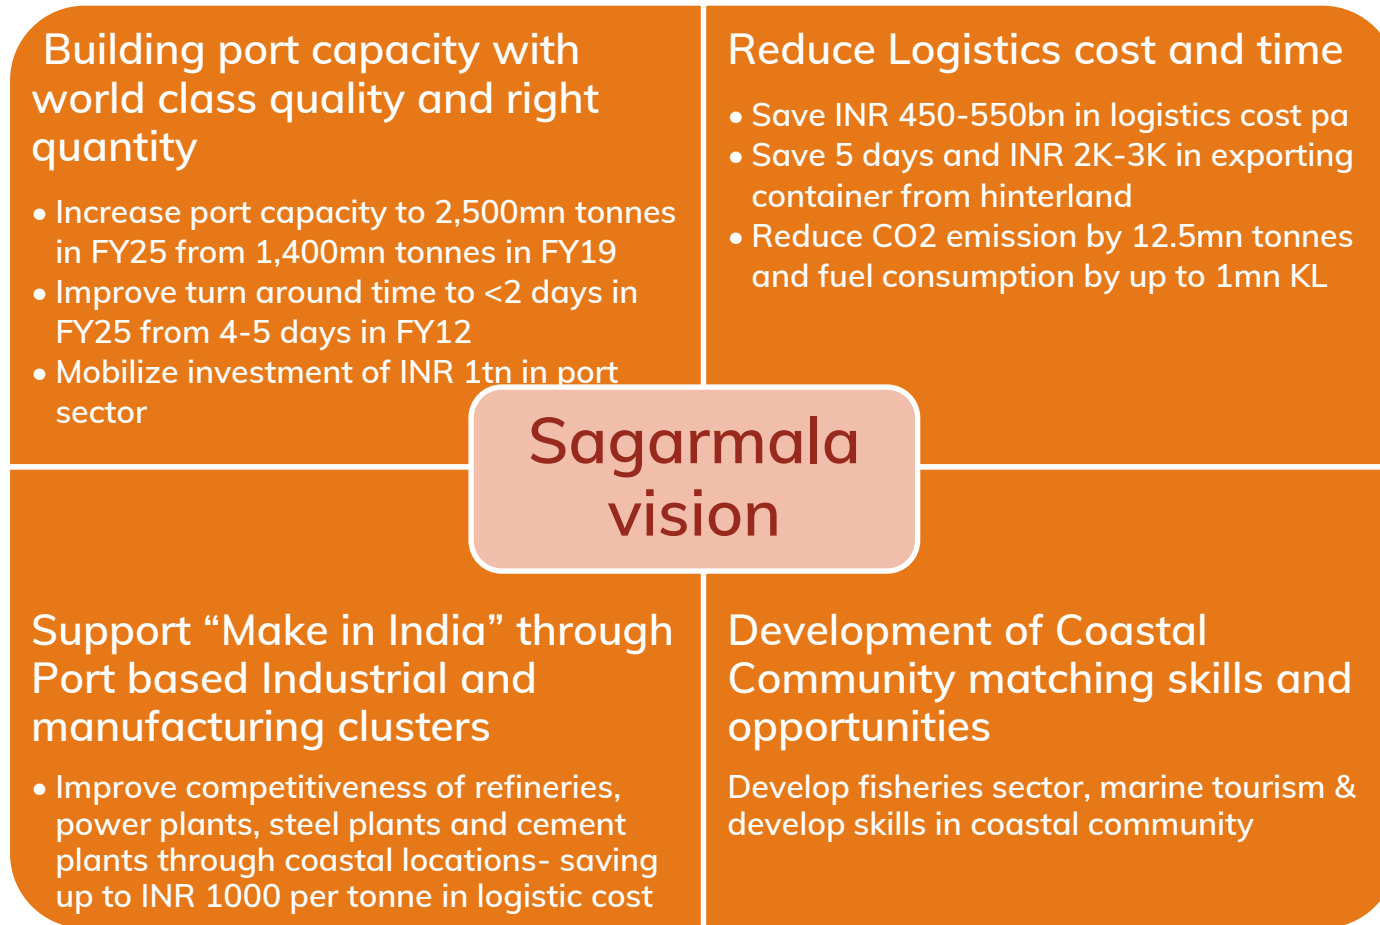 Building port capacity with
world class quality and right
quantity
• Increase port capacity to 2,500mn tonnes
in FY25 from 1,400mn tonnes in FY19
• Improve turn around time to <2 days in
FY25 from 4-5 days in FY12
• Mobilize investment of INR 1tn in port
sector
Reduce Logistics cost and time
• Save INR 450-550bn in logistics cost pa
• Save 5 days and INR 2K-3K in exporting
container from hinterland
• Reduce CO2 emission by 12.5mn tonnes
and fuel consumption by up to 1mn KL
Sagarmala
vision
Support “Make in India” through
Port based Industrial and
manufacturing clusters
• Improve competitiveness of refineries,
power plants, steel plants and cement
plants through coastal locations- saving
up to INR 1000 per tonne in logistic cost
Development of Coastal
Community matching skills and
opportunities
Develop fisheries sector, marine tourism &
develop skills in coastal community